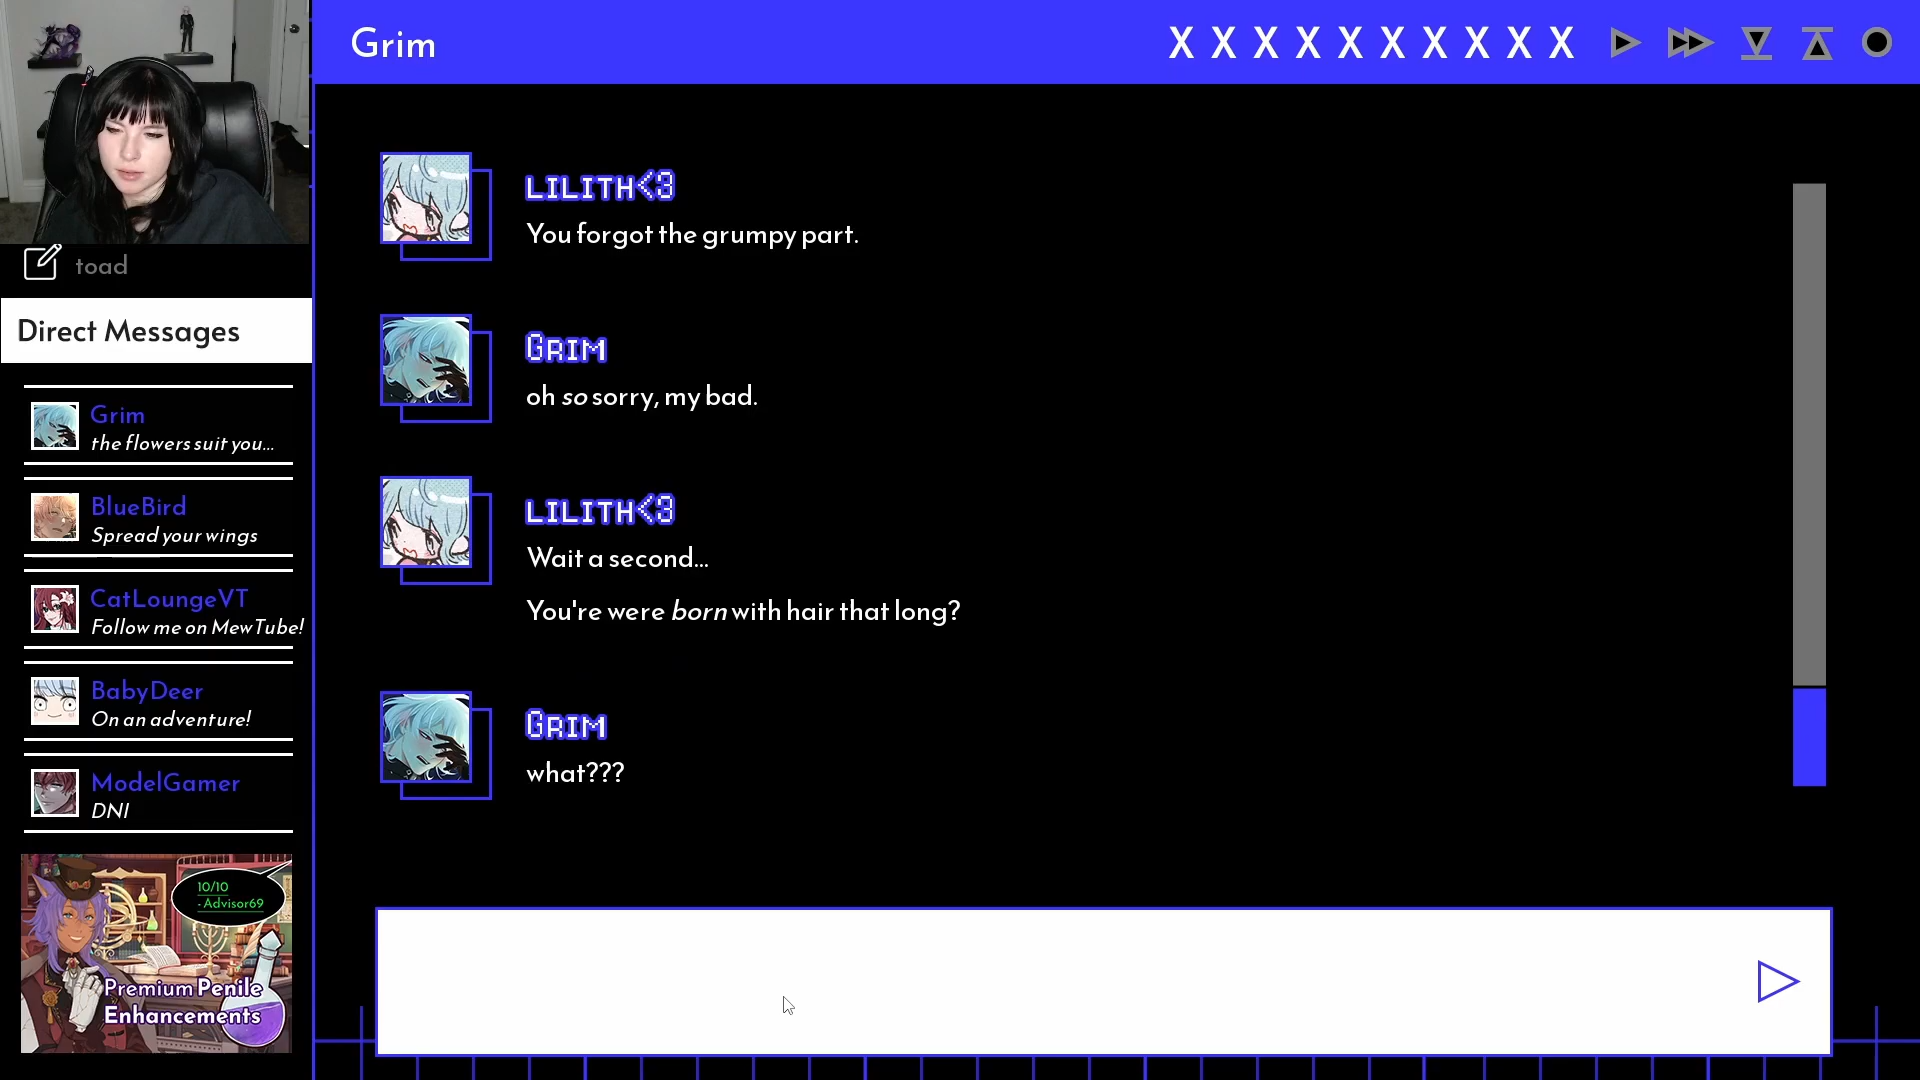 Grim
X X X X X X X X X X
toad
Direct Messages
Grim
the flowers suit you...
BlueBird
Spread your wings
CatLoungeVT
Follow me on MewTube!
BabyDeer
On an adventure!
ModelGamer
DNI
10/10
- Advisor69
Premium Penile
Enhancements
LILITH<3
You forgot the grumpy part.
GRIM
oh so sorry, my bad.
LILITH<3
Wait a second...
You're were born with hair that long?
GRIM
what???